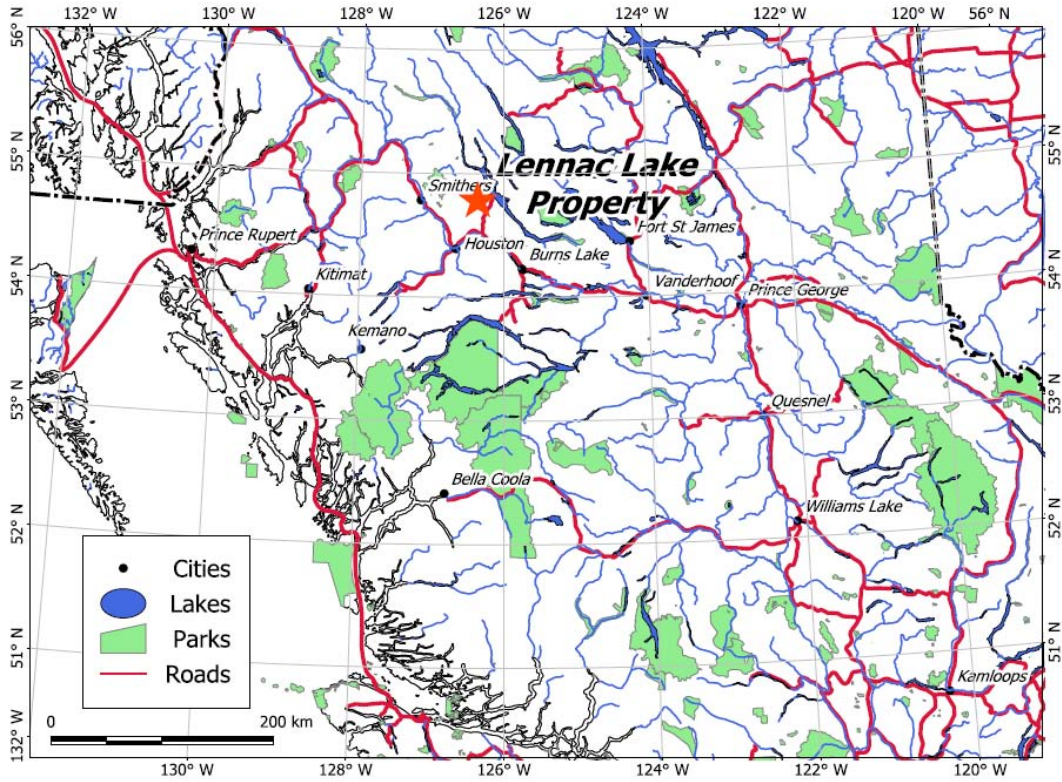 132° W
130° W
128° W
126° W
124° W
122° W
120° W
56° N
56° N
55° N
54° N
53° N
52° N
51° N
132° W
55° N
54° N
53° N
52° N
51° N
Lennac Lake
Property
Smithers
Prince Rupert
Houston
Fort St James
Burns Lake
Kitimat
Vanderhoof
Prince George
Kemano
Quesnel
Bella Coola
Williams Lake
Kamloops
Cities
Lakes
Parks
Roads
0
200 km
130° W
128° W
126° W
124° W
122° W
120° W